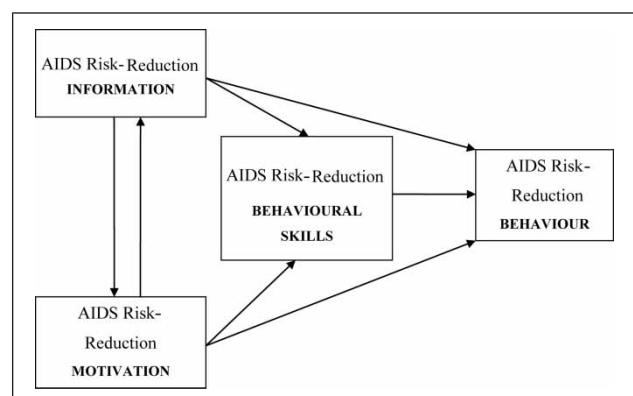 AIDS Risk-Reduction
INFORMATION
AIDS Risk-Reduction
BEHAVIOURAL
SKILLS
AIDS Risk-
Reduction
BEHAVIOUR
AIDS Risk-
Reduction
MOTIVATION